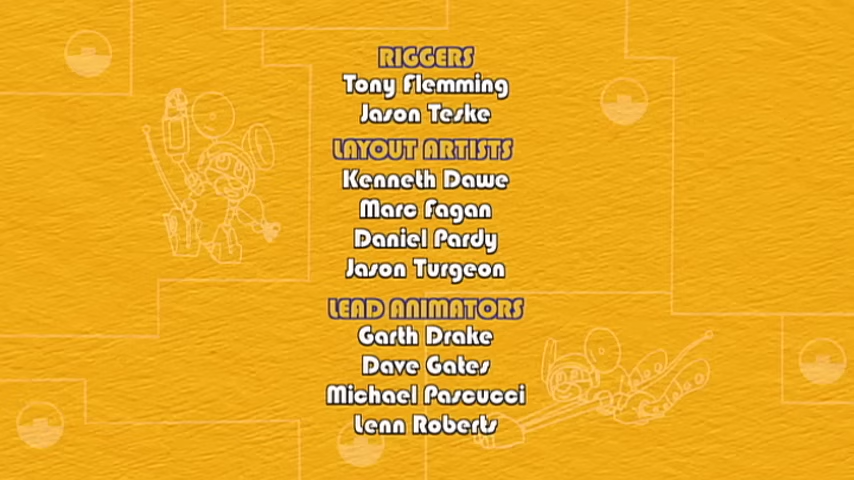 RIGGERS
Tony Flemming
Jason Teske
LAYOUT ARTISTS
Kenneth Dawe
Marc Fagan
Daniel Pardy
Jason Turgeon
LEAD ANIMATORS
Garth Drake
Dave Gates
Michael Pascucci
Lenn Roberts